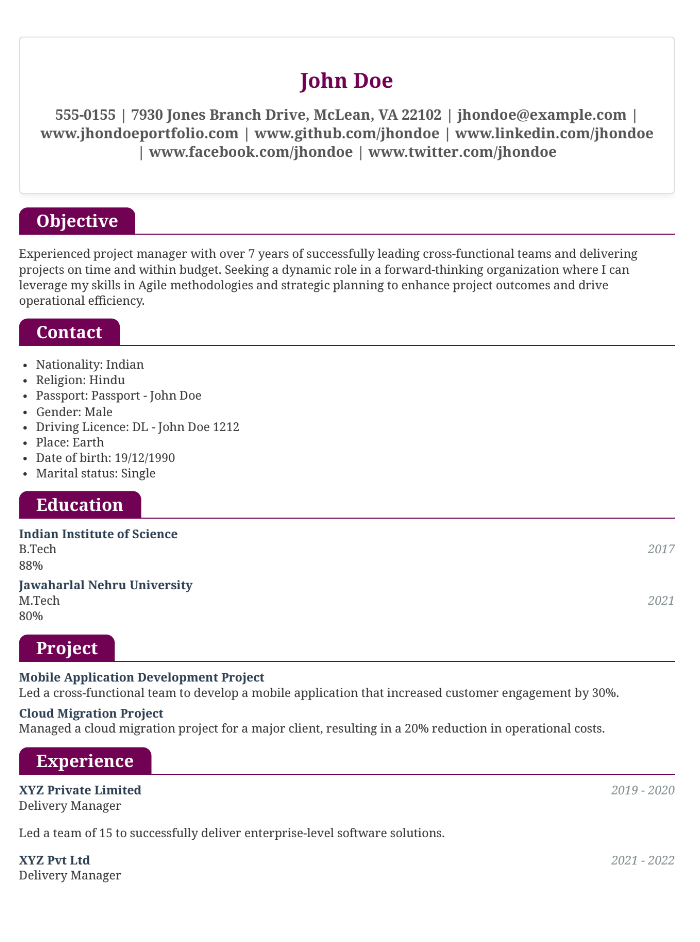 John Doe
555-0155 | 7930 Jones Branch Drive, McLean, VA 22102 | jhondoe@example.com |
www.jhondoeportfolio.com | www.github.com/jhondoe | www.linkedin.com/jhondoe
| www.facebook.com/jhondoe | www.twitter.com/jhondoe
Objective
Experienced project manager with over 7 years of successfully leading cross-functional teams and delivering
projects on time and within budget. Seeking a dynamic role in a forward-thinking organization where I can
leverage my skills in Agile methodologies and strategic planning to enhance project outcomes and drive
operational efficiency.
Contact
• Nationality: Indian
• Religion: Hindu
• Passport: Passport - John Doe
• Gender: Male
• Driving Licence: DL - John Doe 1212
• Place: Earth
• Date of birth: 19/12/1990
• Marital status: Single
Education
Indian Institute of Science
B.Tech 2017
88%
Jawaharlal Nehru University
M.Tech 2021
80%
Project
Mobile Application Development Project
Led a cross-functional team to develop a mobile application that increased customer engagement by 30%.
Cloud Migration Project
Managed a cloud migration project for a major client, resulting in a 20% reduction in operational costs.
Experience
XYZ Private Limited 2019 - 2020
Delivery Manager
Led a team of 15 to successfully deliver enterprise-level software solutions.
XYZ Pvt Ltd 2021 - 2022
Delivery Manager